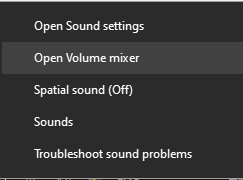 Open Sound settings
Open Volume mixer
Spatial sound (Off)
Sounds
Troubleshoot sound problems